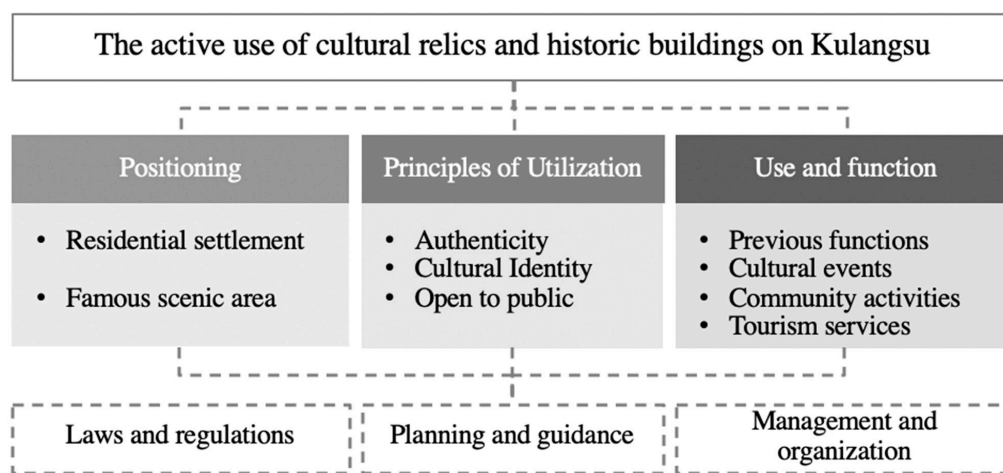 The active use of cultural relics and historic buildings on Kulangsu
Positioning
• Residential settlement
• Famous scenic area
Principles of Utilization
• Authenticity
• Cultural Identity
• Open to public
Use and function
• Previous functions
• Cultural events
• Community activities
• Tourism services
Laws and regulations
Planning and guidance
Management and
organization